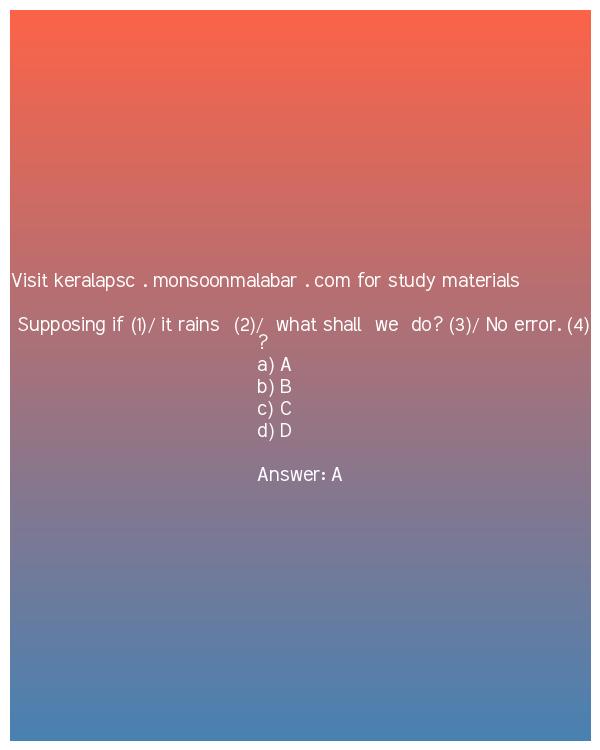 Visit keralapsc . monsoonmalabar . com for study materials
Supposing if (1)/ it rains  (2)/  what shall  we  do? (3)/ No error. (4)
?
a) A
b) B
c) C
d) D
Answer: A